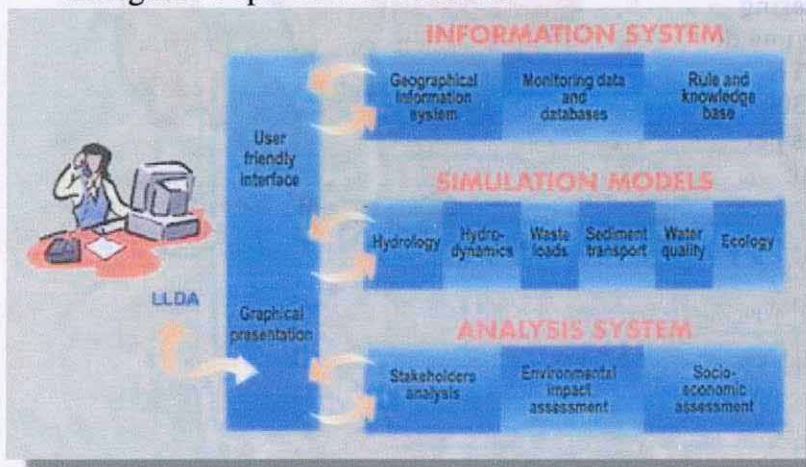 INFORMATION SYSTEM
Geographical
information
system
Monitoring data
and
databases
Rule and
knowledge
base
User
friendly
interface
SIMULATION MODELS
Hydrology
Hydro-
dynamics
Waste
loads
Sediment
transport
Water
quality
Ecology
LLDA
Graphical
presentation
ANALYSIS SYSTEM
Stakeholders
analysis
Environmental
impact
assessment
Socio-
economic
assessment